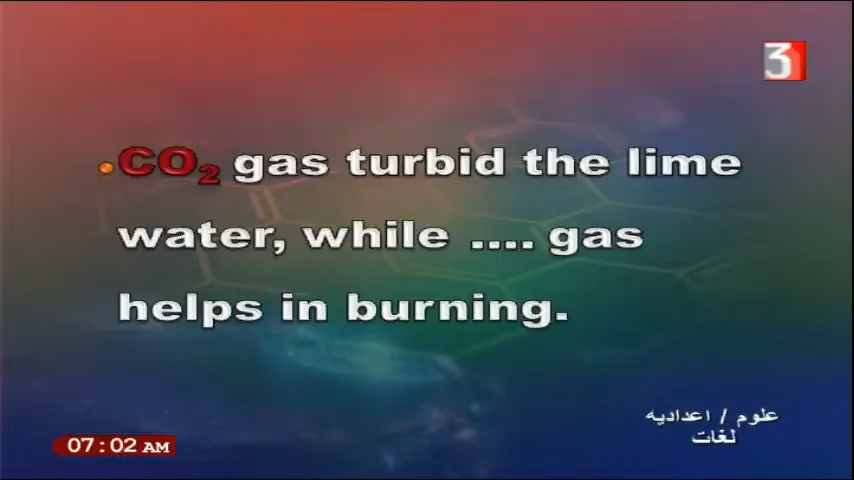 3
.CO₂ gas turbid the lime
water, while .... gas
helps in burning.
علوم / اعداديه
لغات
07:02 AM